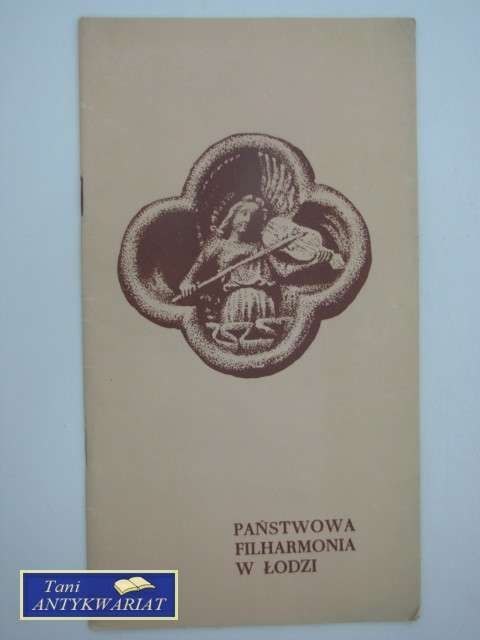 PAŃSTWOWA
FILHARMONIA
W ŁODZI
Tani
ANTYKWARIAT